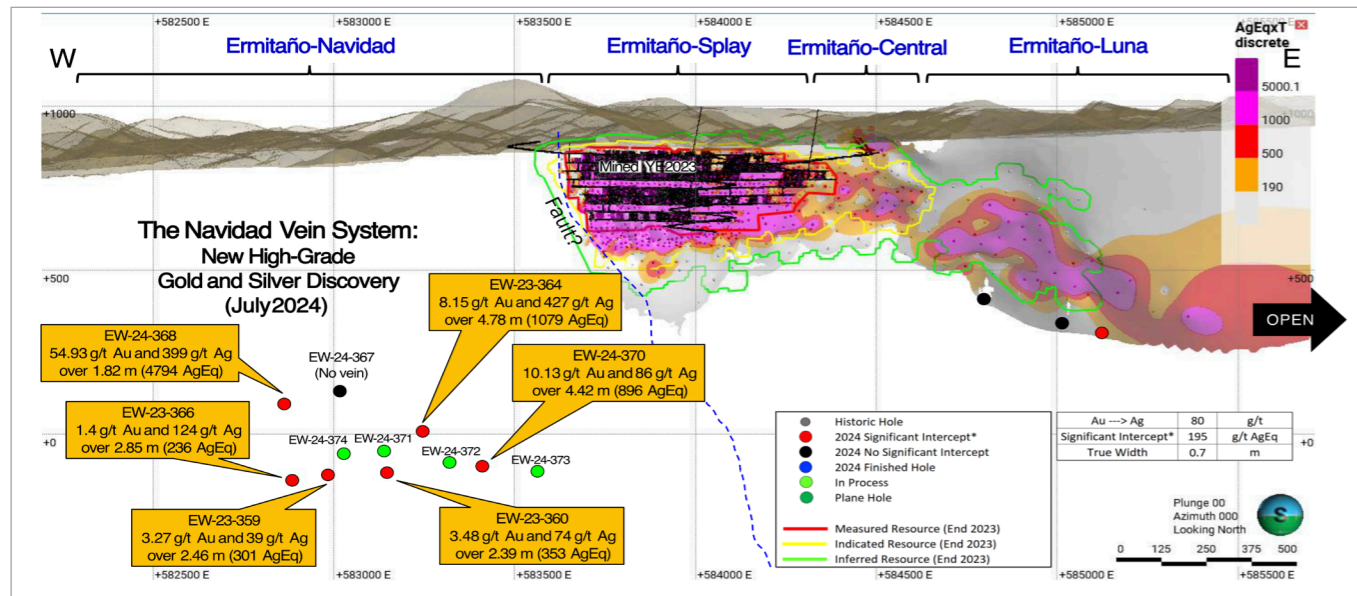 +582500 E
+583000 E
+583500 E
+584000 E
+584500 E
+585000 E
W
Ermitaño-Navidad
Ermitaño-Splay
Ermitaño-Central
Ermitaño-Luna
E
AgEqxT
discrete
5000.1
1000
500
190
+1000
Mined YE2023
Fault?
The Navidad Vein System:
New High-Grade
Gold and Silver Discovery
(July2024)
+500
+500
OPEN
EW-23-364
8.15 g/t Au and 427 g/t Ag
over 4.78 m (1079 AgEq)
EW-24-368
54.93 g/t Au and 399 g/t Ag
over 1.82 m (4794 AgEq)
EW-24-367
(No vein)
EW-24-370
10.13 g/t Au and 86 g/t Ag
over 4.42 m (896 AgEq)
EW-23-366
1.4 g/t Au and 124 g/t Ag
over 2.85 m (236 AgEq)
EW-24-374
EW-24-371
EW-24-372
EW-24-373
+0
+0
EW-23-359
3.27 g/t Au and 39 g/t Ag
over 2.46 m (301 AgEq)
EW-23-360
3.48 g/t Au and 74 g/t Ag
over 2.39 m (353 AgEq)
Historic Hole
2024 Significant Intercept*
2024 No Significant Intercept
2024 Finished Hole
In Process
Plane Hole
Measured Resource (End 2023)
Indicated Resource (End 2023)
Inferred Resource (End 2023)
Au ---> Ag 80 g/t
Significant Intercept* 195 g/t AgEq
True Width 0.7 m
Plunge 00
Azimuth 000
Looking North
S
0 125 250 375 500
+582500 E
+583000 E
+583500 E
+584000 E
+584500 E
+585000 E
+585500 E